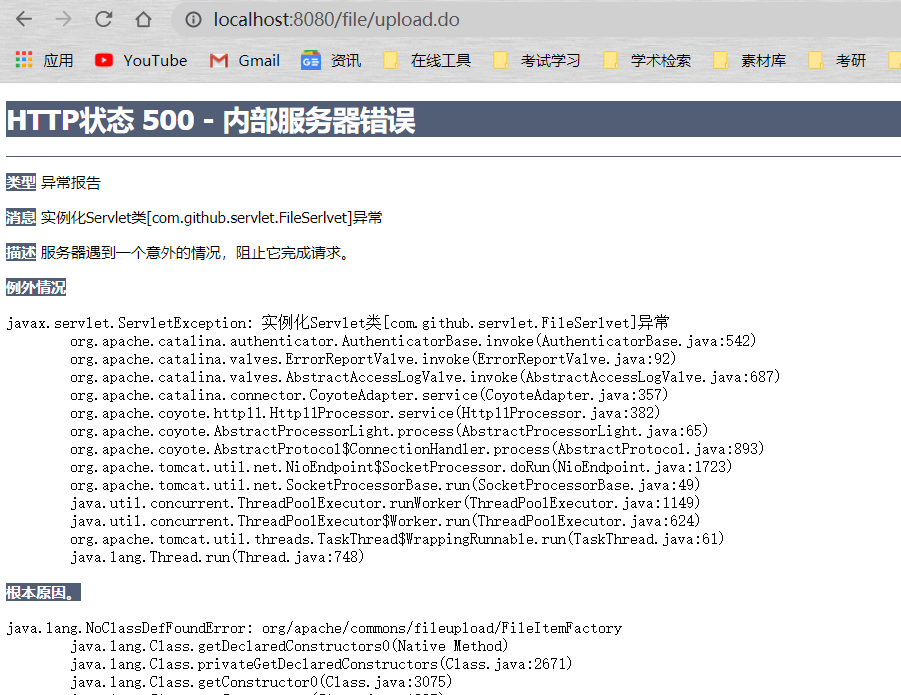 localhost:8080/file/upload.do
应用 YouTube Gmail 资讯 在线工具 考试学习 学术检索 素材库 考研
HTTP状态 500 - 内部服务器错误
类型 异常报告
消息 实例化Servlet类[com.github.servlet.FileSerlvet]异常
描述 服务器遇到一个意外的情况，阻止它完成请求。
例外情况
javax.servlet.ServletException: 实例化Servlet类[com.github.servlet.FileSerlvet]异常
org.apache.catalina.authenticator.AuthenticatorBase.invoke(AuthenticatorBase.java:542)
org.apache.catalina.valves.ErrorReportValve.invoke(ErrorReportValve.java:92)
org.apache.catalina.valves.AbstractAccessLogValve.invoke(AbstractAccessLogValve.java:687)
org.apache.catalina.connector.CoyoteAdapter.service(CoyoteAdapter.java:357)
org.apache.coyote.http11.Http11Processor.service(Http11Processor.java:382)
org.apache.coyote.AbstractProcessorLight.process(AbstractProcessorLight.java:65)
org.apache.coyote.AbstractProtocol$ConnectionHandler.process(AbstractProtocol.java:893)
org.apache.tomcat.util.net.NioEndpoint$SocketProcessor.doRun(NioEndpoint.java:1723)
org.apache.tomcat.util.net.SocketProcessorBase.run(SocketProcessorBase.java:49)
java.util.concurrent.ThreadPoolExecutor.runWorker(ThreadPoolExecutor.java:1149)
java.util.concurrent.ThreadPoolExecutor$Worker.run(ThreadPoolExecutor.java:624)
org.apache.tomcat.util.threads.TaskThread$WrappingRunnable.run(TaskThread.java:61)
java.lang.Thread.run(Thread.java:748)
根本原因。
java.lang.NoClassDefFoundError: org/apache/commons/fileupload/FileItemFactory
java.lang.Class.getDeclaredConstructors0(Native Method)
java.lang.Class.privateGetDeclaredConstructors(Class.java:2671)
java.lang.Class.getConstructor0(Class.java:3075)